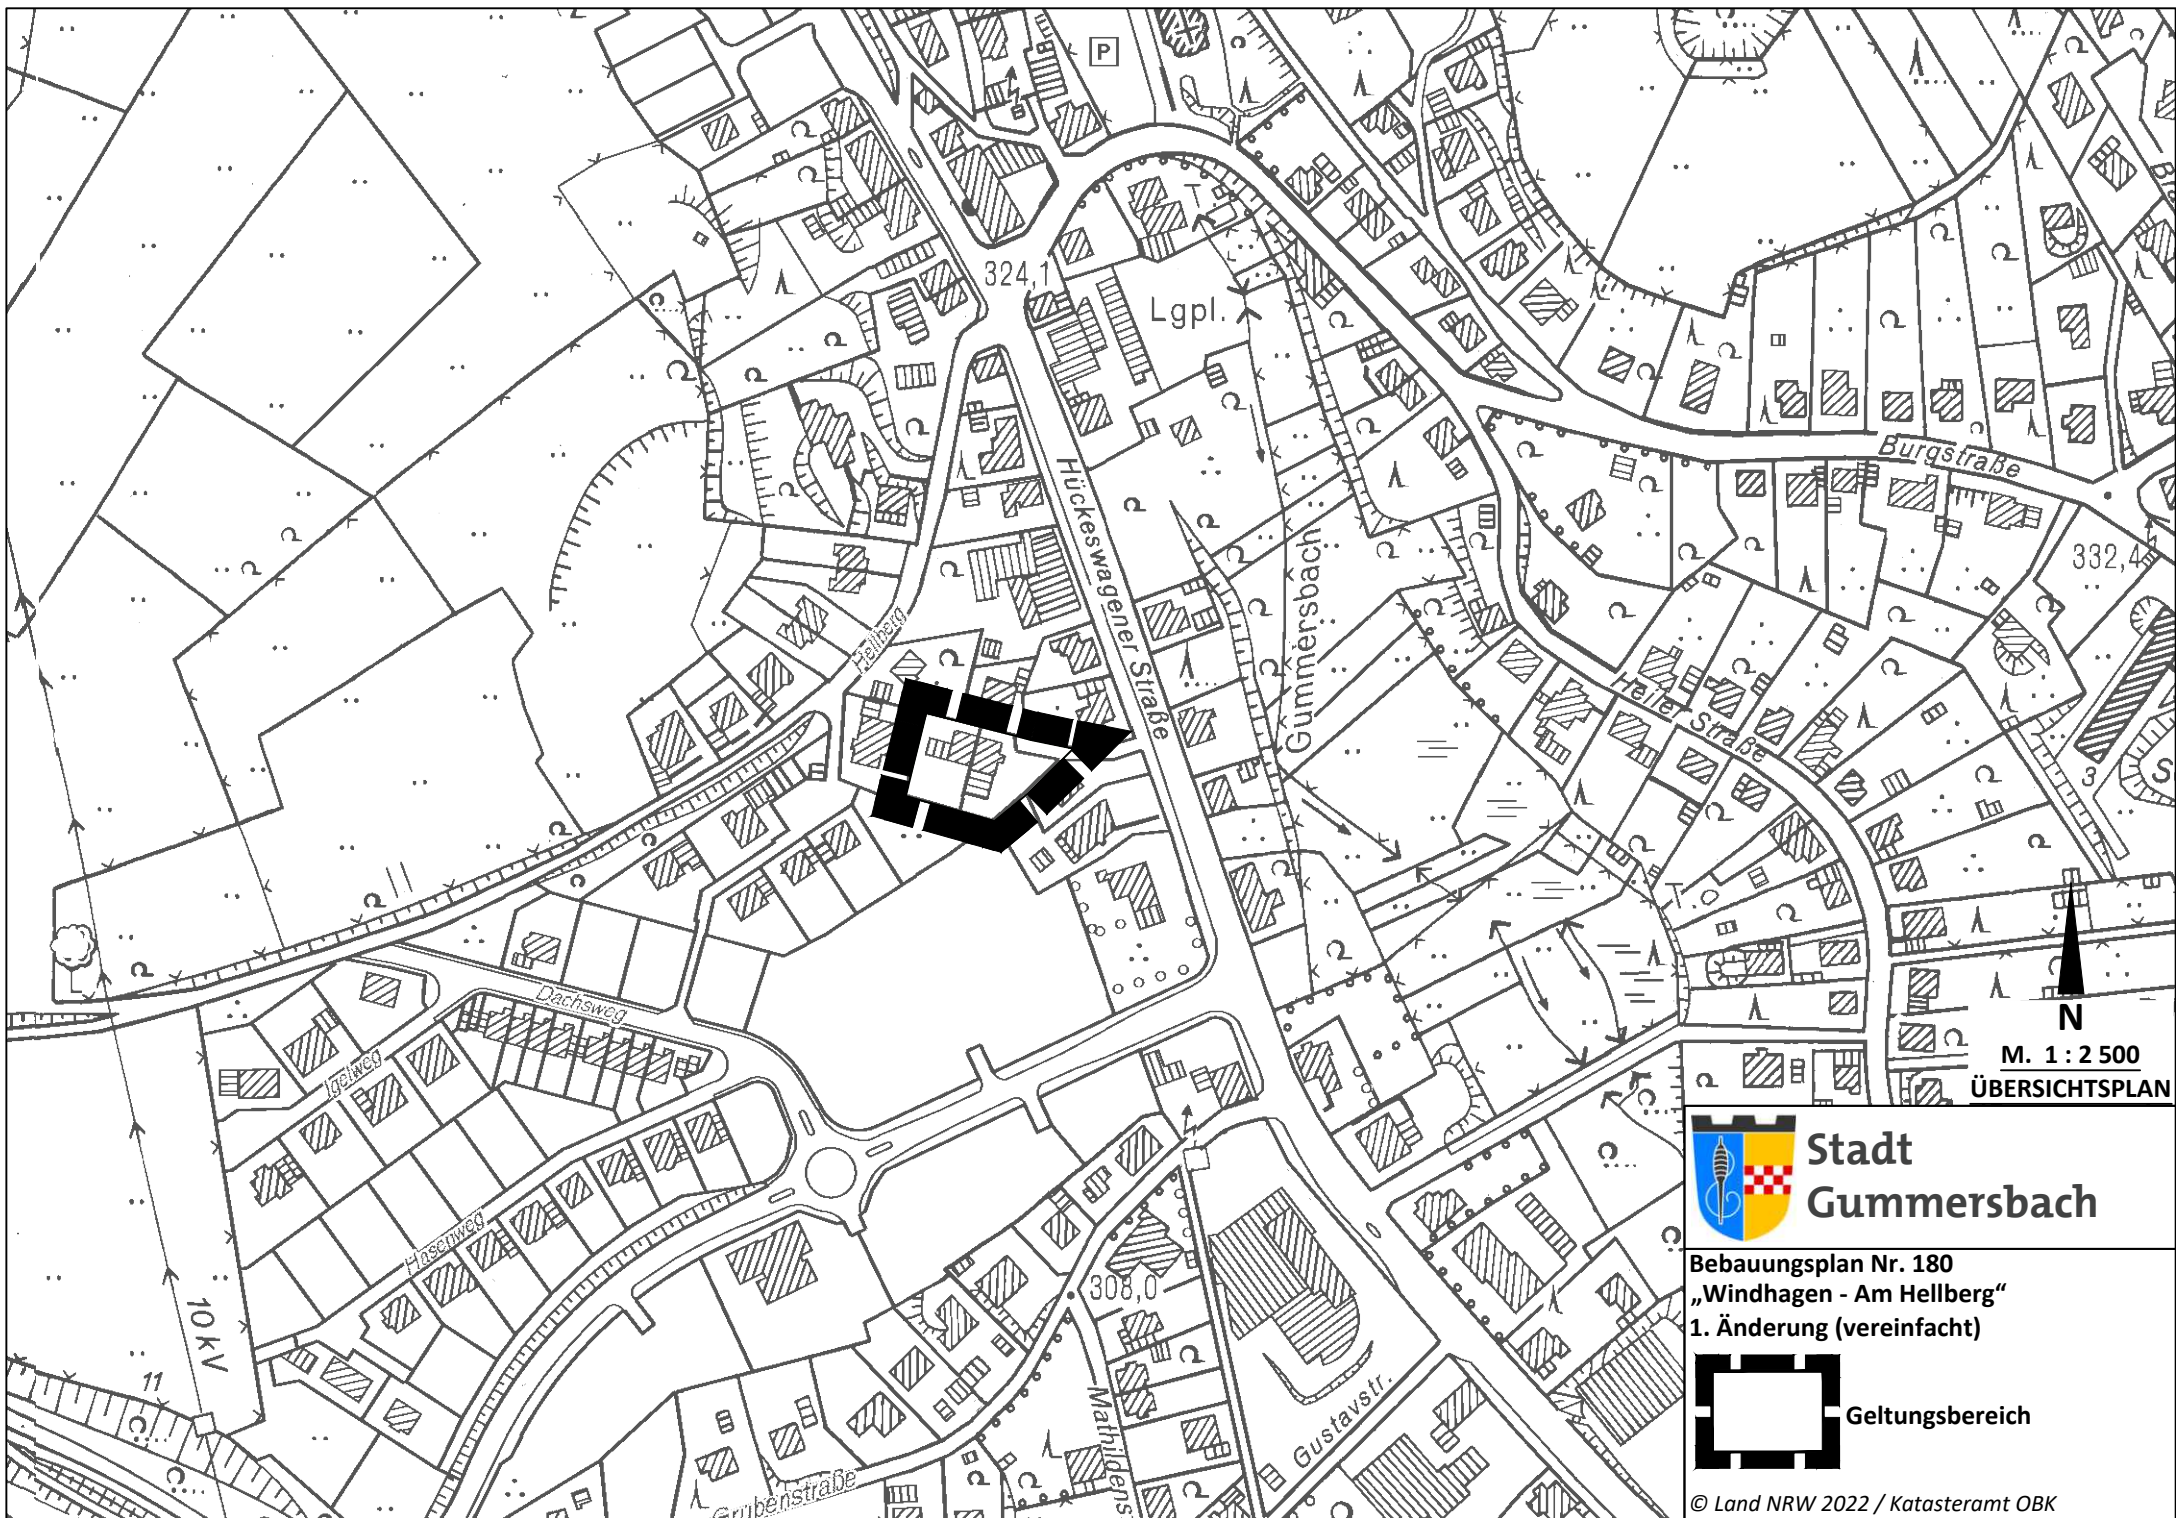 P
324,1
Lgpl.
T.
Burgstraße
Hückeswagener Straße
332,4
Gummersbach
Hellberg
Heiler Straße
3
S
T.
Dachsweg
Igelweg
Hasenweg
10 kV
11
308,0
Mathildens
Gustavstr.
Grubenstraße
N
M. 1 : 2 500
ÜBERSICHTSPLAN
Stadt
Gummersbach
Bebauungsplan Nr. 180
„Windhagen - Am Hellberg“
1. Änderung (vereinfacht)
Geltungsbereich
© Land NRW 2022 / Katasteramt OBK